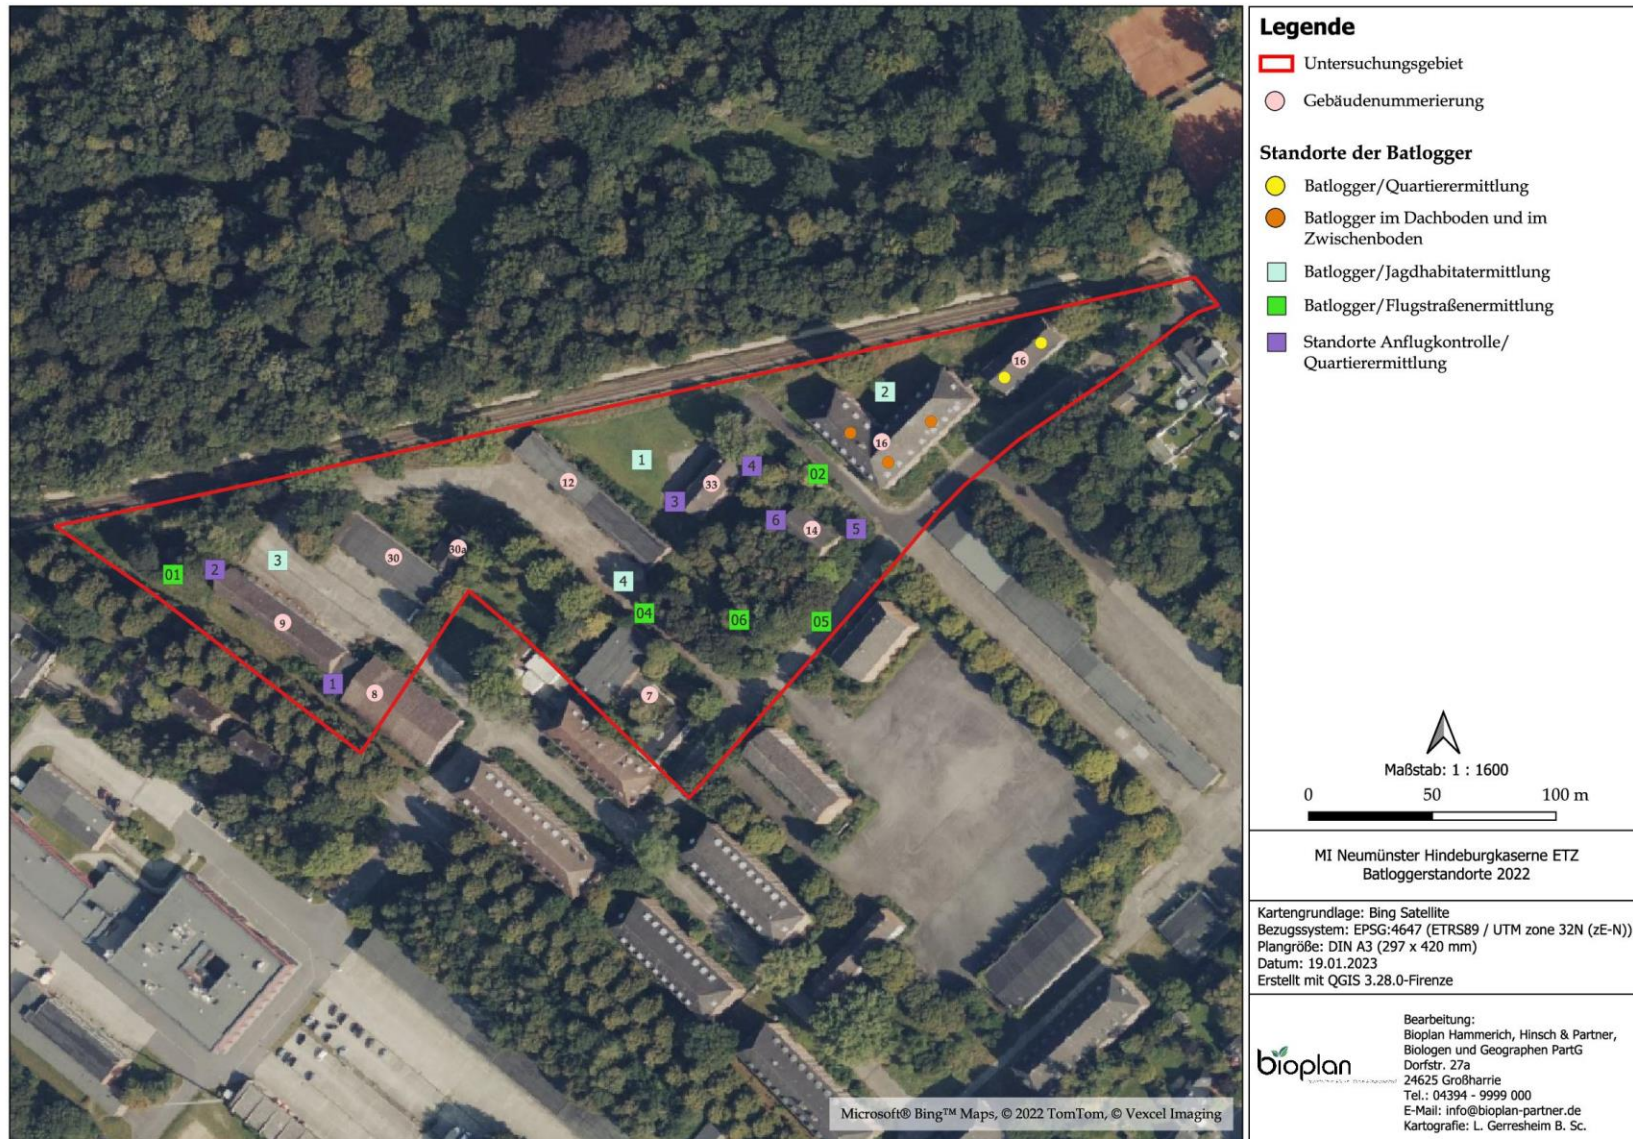 Legende
Untersuchungsgebiet
Gebäudenummerierung
Standorte der Batlogger
Batlogger/Quartierermittlung
Batlogger im Dachboden und im
Zwischenboden
Batlogger/Jagdhabitatermittlung
Batlogger/Flugstraßenermittlung
Standorte Anflugkontrolle/
Quartierermittlung
16
2
16
1
4
33
02
12
3
6
14
5
30a
30
3
2
01
4
04
06
05
9
1
8
7
Maßstab: 1 : 1600
0 50 100 m
MI Neumünster Hindeburgkaserne ETZ
Batloggerstandorte 2022
Kartengrundlage: Bing Satellite
Bezugssystem: EPSG:4647 (ETRS89 / UTM zone 32N (zE-N))
Plangröße: DIN A3 (297 x 420 mm)
Datum: 19.01.2023
Erstellt mit QGIS 3.28.0-Firenze
bioplan
Bearbeitung:
Bioplan Hammerich, Hinsch & Partner,
Biologen und Geographen PartG
Dorfstr. 27a
24625 Großharrie
Tel.: 04394 - 9999 000
E-Mail: info@bioplan-partner.de
Kartografie: L. Gerresheim B. Sc.
Microsoft® Bing™ Maps, © 2022 TomTom, © Vexcel Imaging